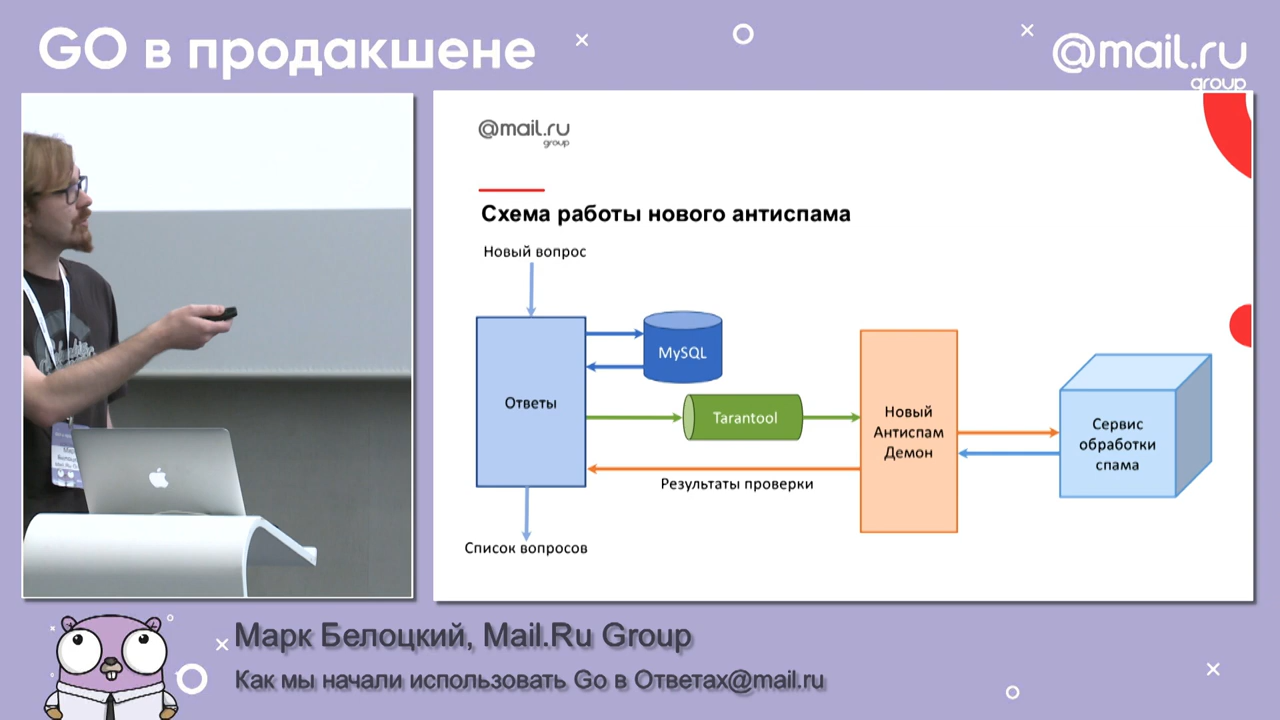 GO в продакшене
@mail.ru
group
@mail.ru
group
Схема работы нового антиспама
Новый вопрос
MySQL
Ответы
Tarantool
Новый
Антиспам
Демон
Сервис
обработки
спама
Результаты проверки
Список вопросов
Марк Белоцкий, Mail.Ru Group
Как мы начали использовать Go в Ответах@mail.ru